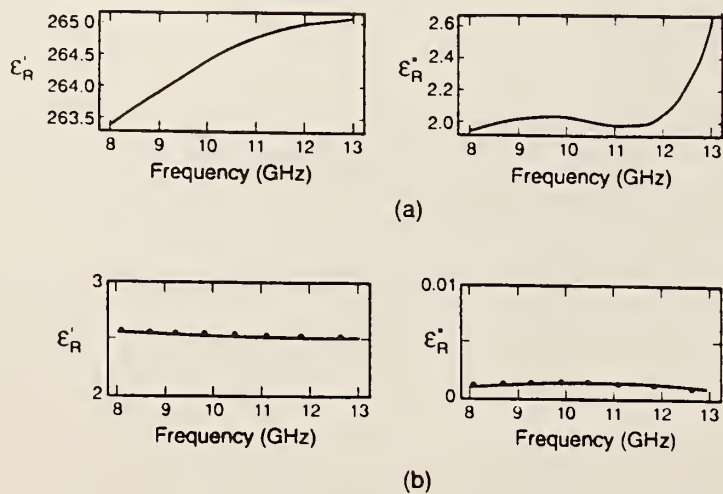 265.0
264.5
264.0
263.5
ε'R
8 9 10 11 12 13
Frequency (GHz)
2.6
2.4
2.2
2.0
ε"R
8 9 10 11 12 13
Frequency (GHz)
(a)
3
2
ε'R
8 9 10 11 12 13
Frequency (GHz)
0.01
0
ε"R
8 9 10 11 12 13
Frequency (GHz)
(b)